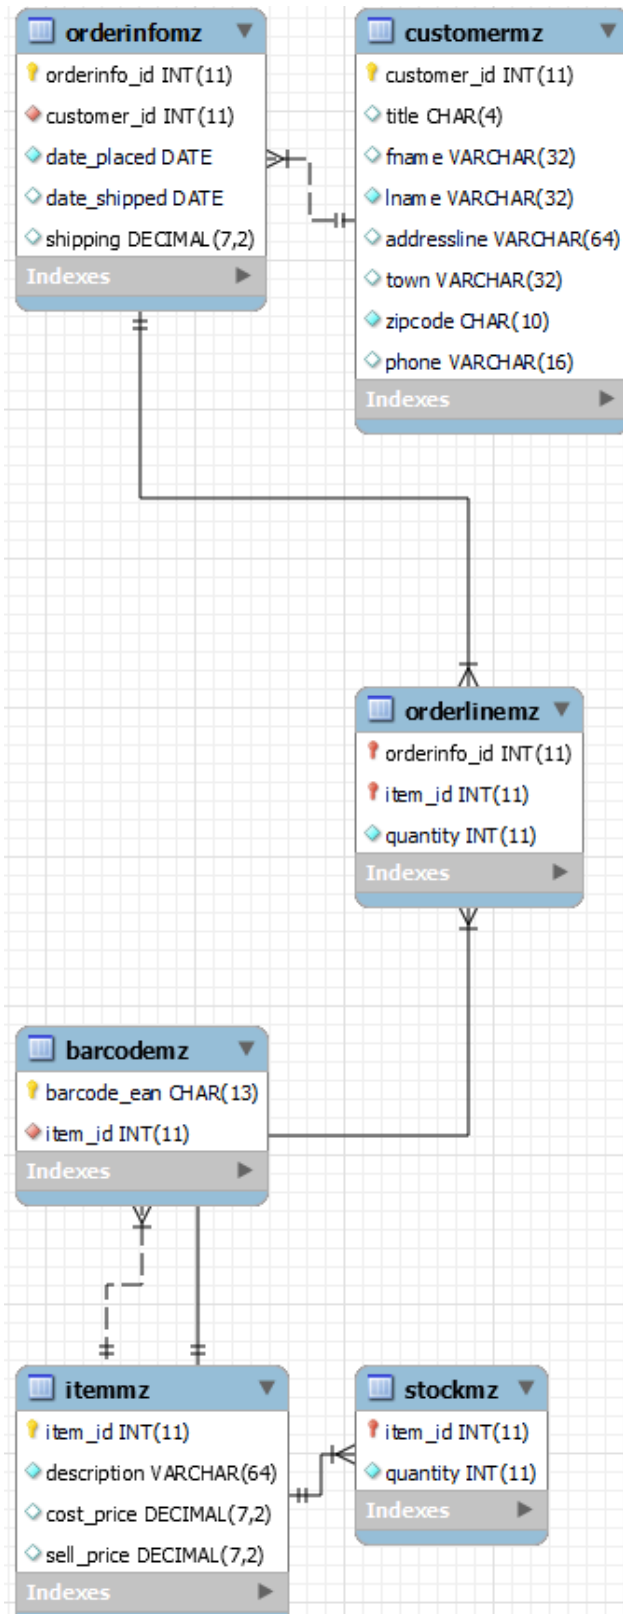 orderinfomz
orderinfo_id INT(11)
customer_id INT(11)
date_placed DATE
date_shipped DATE
shipping DECIMAL(7,2)
Indexes
customermz
customer_id INT(11)
title CHAR(4)
fname VARCHAR(32)
lname VARCHAR(32)
addressline VARCHAR(64)
town VARCHAR(32)
zipcode CHAR(10)
phone VARCHAR(16)
Indexes
orderlinemz
orderinfo_id INT(11)
item_id INT(11)
quantity INT(11)
Indexes
barcodemz
barcode_ean CHAR(13)
item_id INT(11)
Indexes
itemmz
item_id INT(11)
description VARCHAR(64)
cost_price DECIMAL(7,2)
sell_price DECIMAL(7,2)
Indexes
stockmz
item_id INT(11)
quantity INT(11)
Indexes